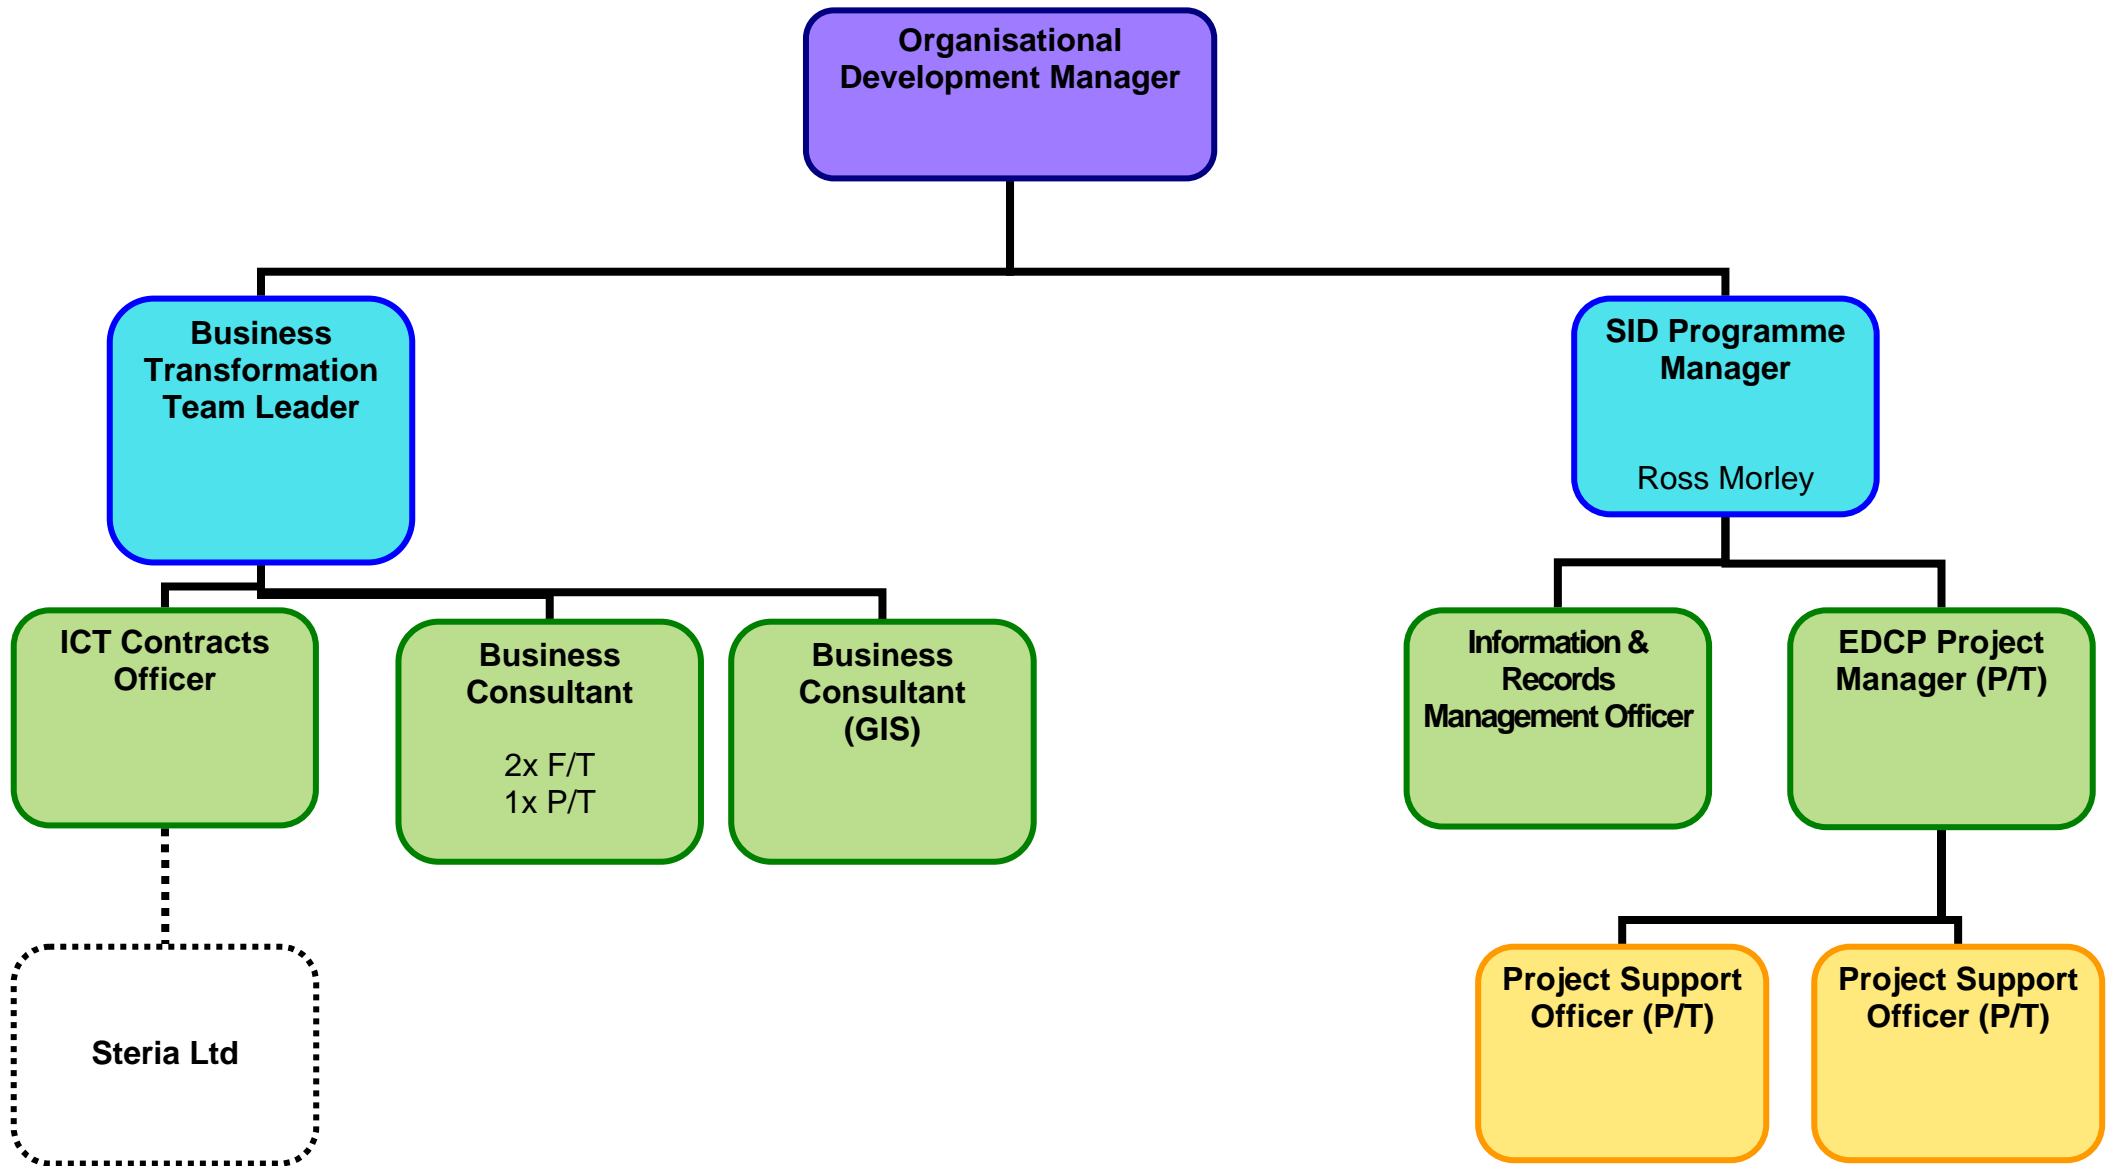 Organisational
Development Manager
Business
Transformation
Team Leader
SID Programme
Manager
Ross Morley
ICT Contracts
Officer
Business
Consultant
2x F/T
1x P/T
Business
Consultant
(GIS)
Information &
Records
Management Officer
EDCP Project
Manager (P/T)
Steria Ltd
Project Support
Officer (P/T)
Project Support
Officer (P/T)